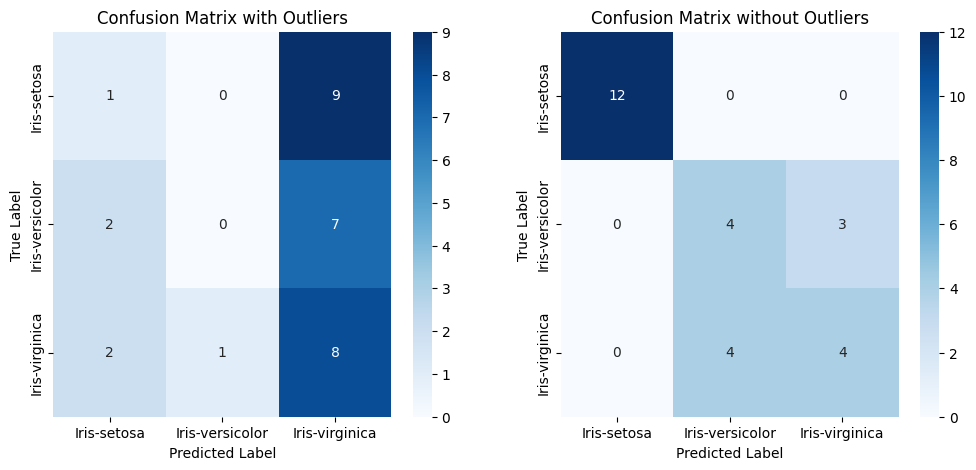 Confusion Matrix with Outliers
Iris-setosa
Iris-versicolor
Iris-virginica
True Label
1 0 9
2 0 7
2 1 8
Iris-setosa Iris-versicolor Iris-virginica
Predicted Label
9
8
7
6
5
4
3
2
1
0
Confusion Matrix without Outliers
Iris-setosa
Iris-versicolor
Iris-virginica
True Label
12 0 0
0 4 3
0 4 4
Iris-setosa Iris-versicolor Iris-virginica
Predicted Label
12
10
8
6
4
2
0